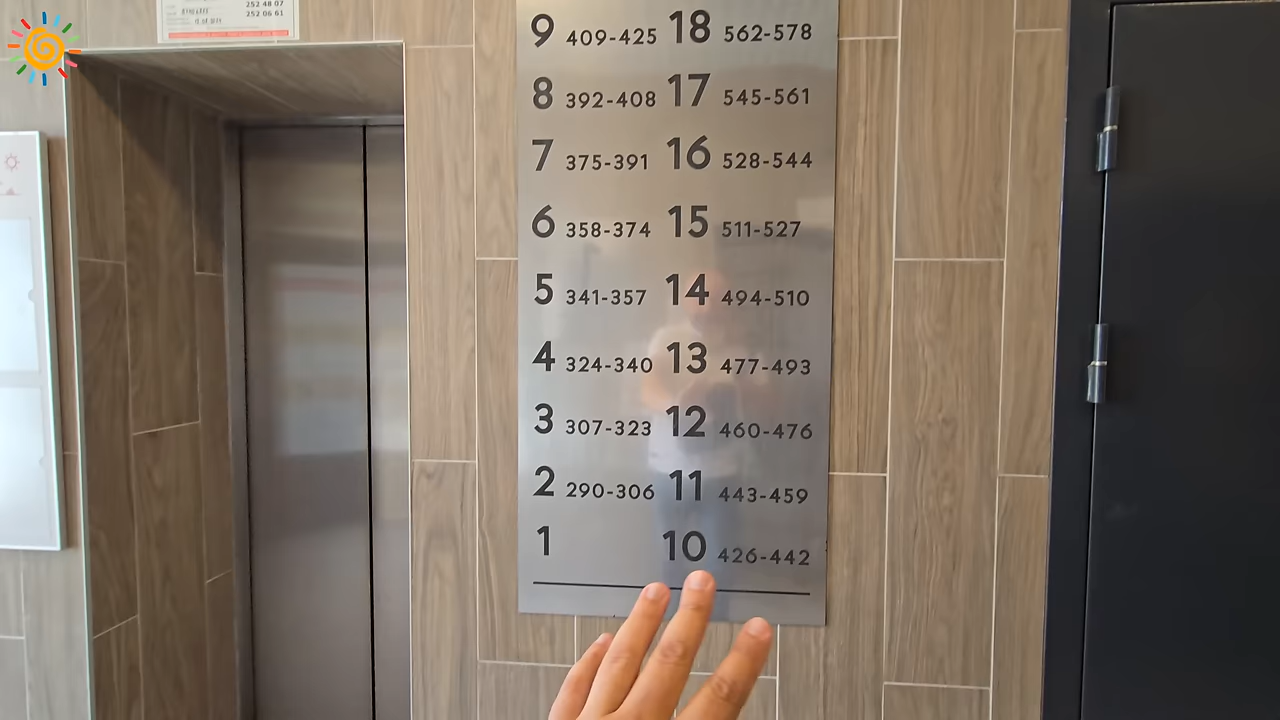 252 48 07
252 06 61
9 409-425 18 562-578
8 392-408 17 545-561
7 375-391 16 528-544
6 358-374 15 511-527
5 341-357 14 494-510
4 324-340 13 477-493
3 307-323 12 460-476
2 290-306 11 443-459
1 10 426-442